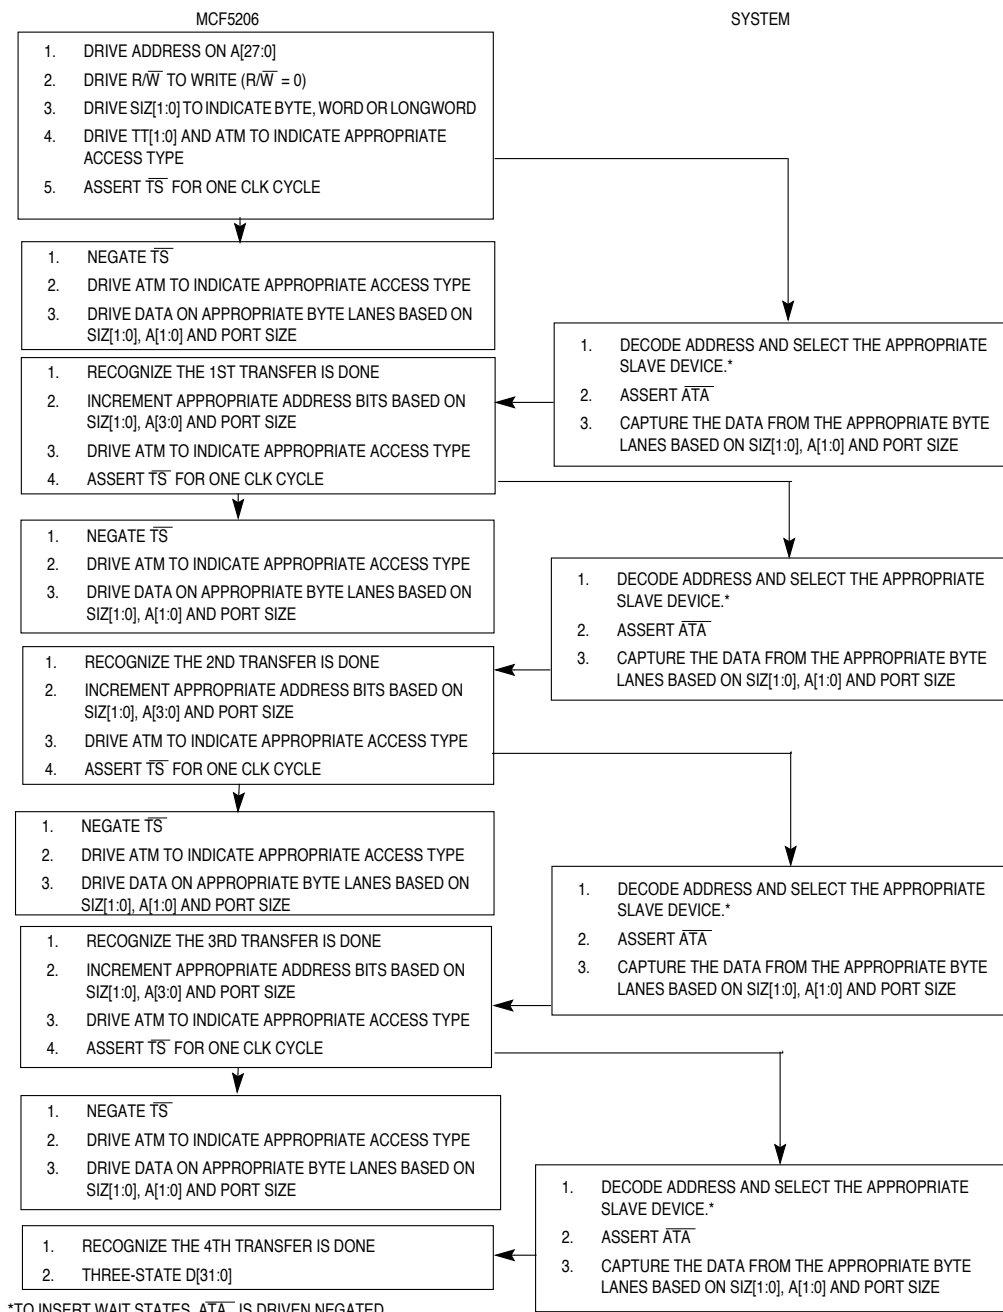 MCF5206
SYSTEM
1. DRIVE ADDRESS ON A[27:0]
2. DRIVE R/W̅ TO WRITE (R/W̅ = 0)
3. DRIVE SIZ[1:0] TO INDICATE BYTE, WORD OR LONGWORD
4. DRIVE TT[1:0] AND ATM TO INDICATE APPROPRIATE
ACCESS TYPE
5. ASSERT T̅S̅ FOR ONE CLK CYCLE
1. NEGATE T̅S̅
2. DRIVE ATM TO INDICATE APPROPRIATE ACCESS TYPE
3. DRIVE DATA ON APPROPRIATE BYTE LANES BASED ON
SIZ[1:0], A[1:0] AND PORT SIZE
1. DECODE ADDRESS AND SELECT THE APPROPRIATE
SLAVE DEVICE.*
2. ASSERT A̅T̅A̅
3. CAPTURE THE DATA FROM THE APPROPRIATE BYTE
LANES BASED ON SIZ[1:0], A[1:0] AND PORT SIZE
1. RECOGNIZE THE 1ST TRANSFER IS DONE
2. INCREMENT APPROPRIATE ADDRESS BITS BASED ON
SIZ[1:0], A[3:0] AND PORT SIZE
3. DRIVE ATM TO INDICATE APPROPRIATE ACCESS TYPE
4. ASSERT T̅S̅ FOR ONE CLK CYCLE
1. NEGATE T̅S̅
2. DRIVE ATM TO INDICATE APPROPRIATE ACCESS TYPE
3. DRIVE DATA ON APPROPRIATE BYTE LANES BASED ON
SIZ[1:0], A[1:0] AND PORT SIZE
1. DECODE ADDRESS AND SELECT THE APPROPRIATE
SLAVE DEVICE.*
2. ASSERT A̅T̅A̅
3. CAPTURE THE DATA FROM THE APPROPRIATE BYTE
LANES BASED ON SIZ[1:0], A[1:0] AND PORT SIZE
1. RECOGNIZE THE 2ND TRANSFER IS DONE
2. INCREMENT APPROPRIATE ADDRESS BITS BASED ON
SIZ[1:0], A[3:0] AND PORT SIZE
3. DRIVE ATM TO INDICATE APPROPRIATE ACCESS TYPE
4. ASSERT T̅S̅ FOR ONE CLK CYCLE
1. NEGATE T̅S̅
2. DRIVE ATM TO INDICATE APPROPRIATE ACCESS TYPE
3. DRIVE DATA ON APPROPRIATE BYTE LANES BASED ON
SIZ[1:0], A[1:0] AND PORT SIZE
1. DECODE ADDRESS AND SELECT THE APPROPRIATE
SLAVE DEVICE.*
2. ASSERT A̅T̅A̅
3. CAPTURE THE DATA FROM THE APPROPRIATE BYTE
LANES BASED ON SIZ[1:0], A[1:0] AND PORT SIZE
1. RECOGNIZE THE 3RD TRANSFER IS DONE
2. INCREMENT APPROPRIATE ADDRESS BITS BASED ON
SIZ[1:0], A[3:0] AND PORT SIZE
3. DRIVE ATM TO INDICATE APPROPRIATE ACCESS TYPE
4. ASSERT T̅S̅ FOR ONE CLK CYCLE
1. NEGATE T̅S̅
2. DRIVE ATM TO INDICATE APPROPRIATE ACCESS TYPE
3. DRIVE DATA ON APPROPRIATE BYTE LANES BASED ON
SIZ[1:0], A[1:0] AND PORT SIZE
1. DECODE ADDRESS AND SELECT THE APPROPRIATE
SLAVE DEVICE.*
2. ASSERT A̅T̅A̅
3. CAPTURE THE DATA FROM THE APPROPRIATE BYTE
LANES BASED ON SIZ[1:0], A[1:0] AND PORT SIZE
1. RECOGNIZE THE 4TH TRANSFER IS DONE
2. THREE-STATE D[31:0]
*TO INSERT WAIT STATES, A̅T̅A̅ IS DRIVEN NEGATED